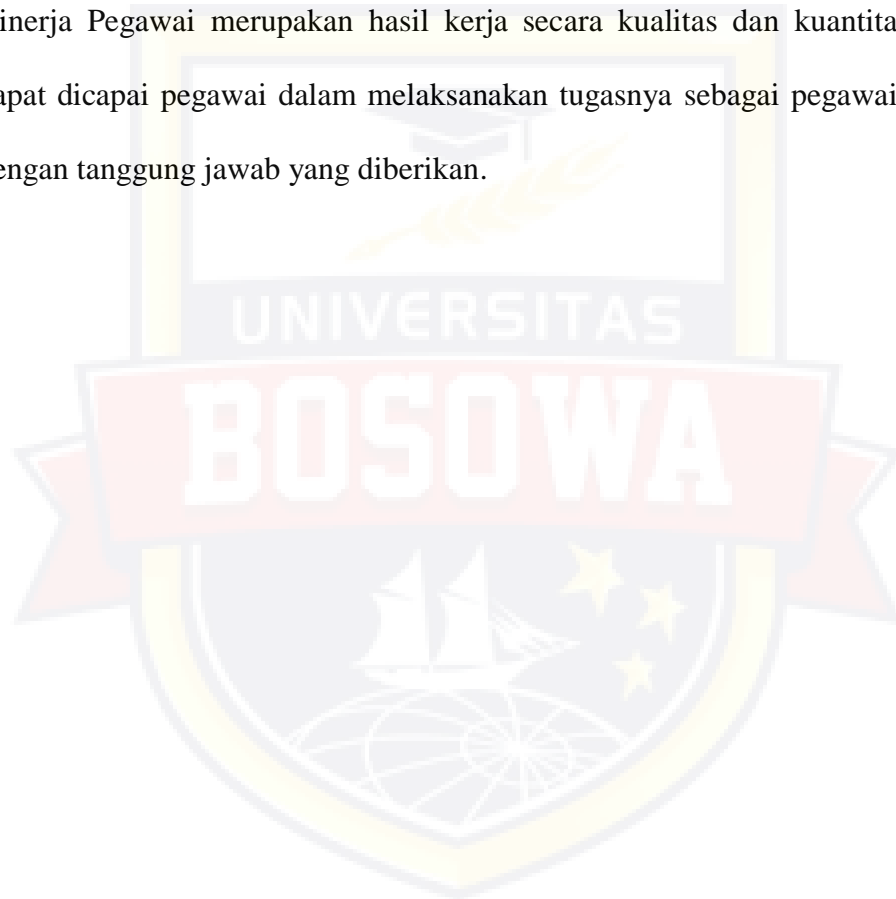 inerja Pegawai merupakan hasil kerja secara kualitas dan kuantita
apat dicapai pegawai dalam melaksanakan tugasnya sebagai pegawai
engan tanggung jawab yang diberikan.
UNIVERSITAS
BOSOWA